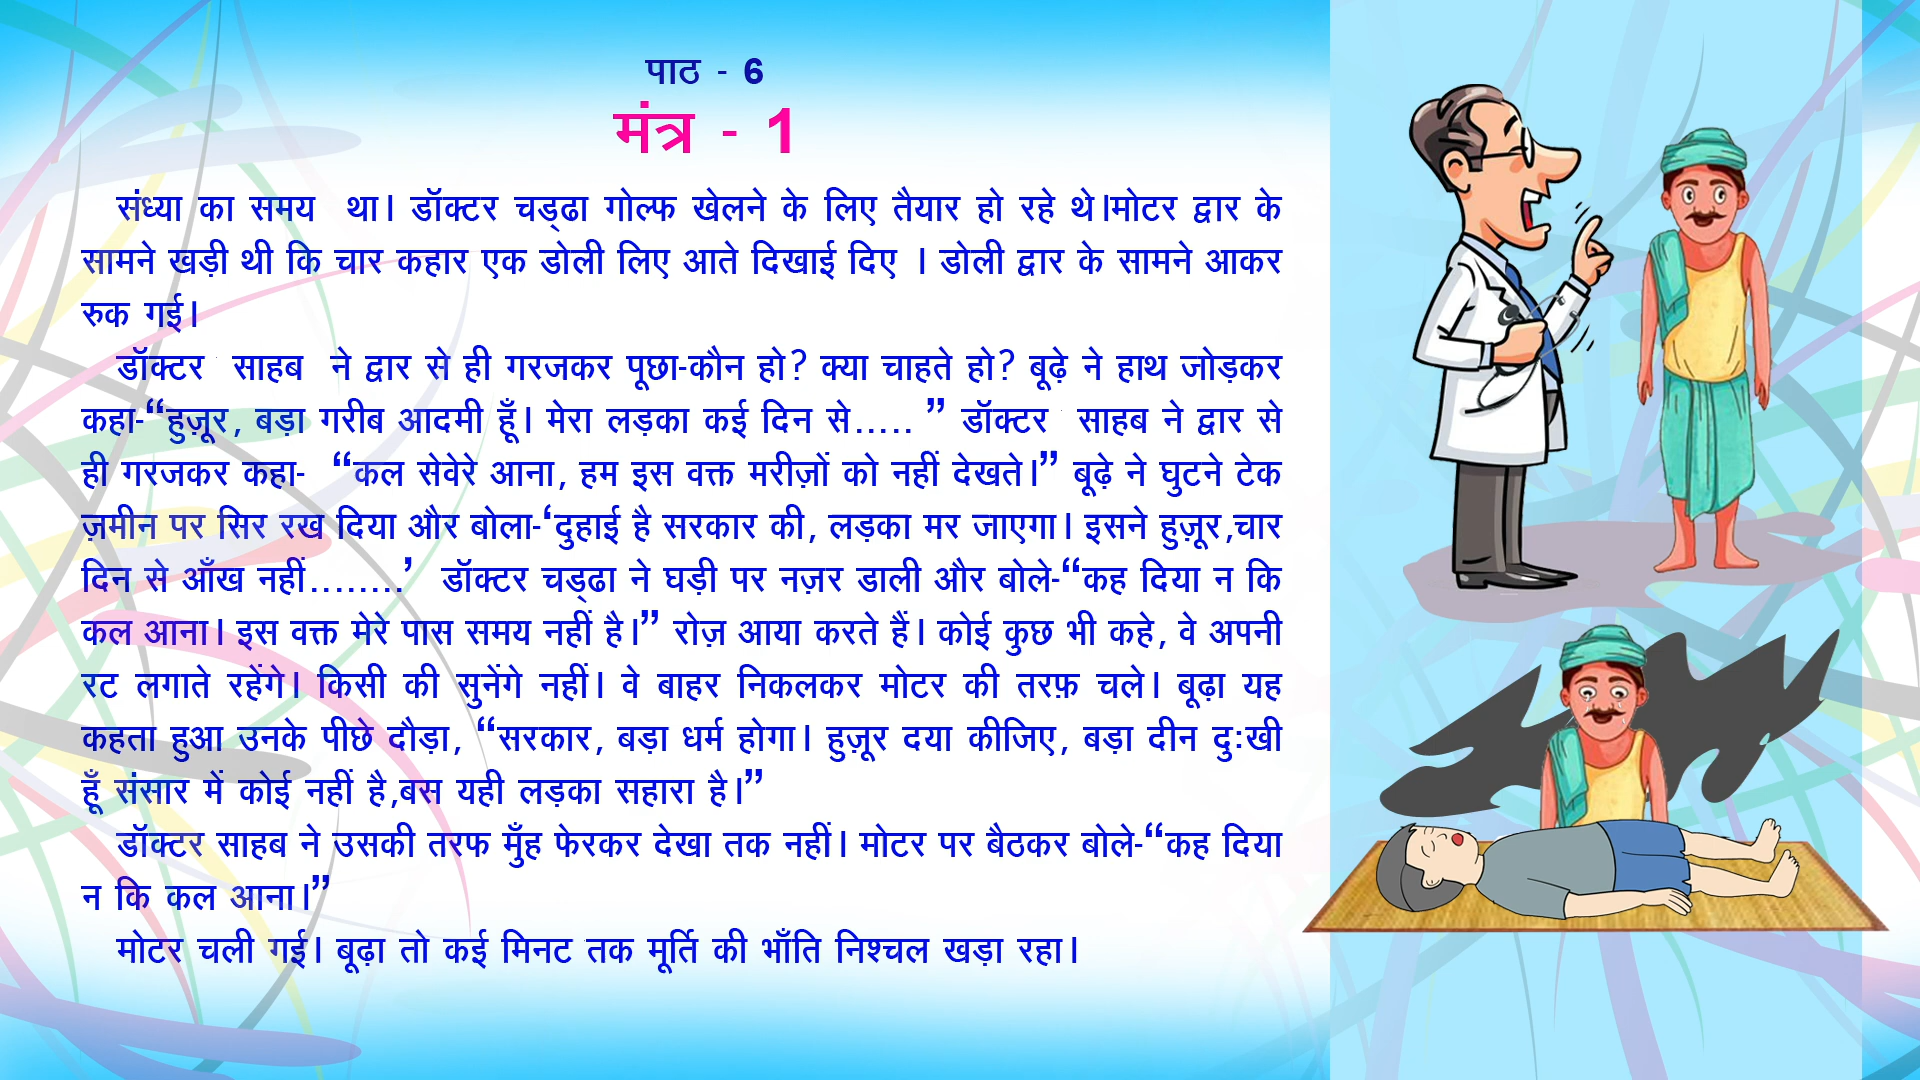 पाठ - 6
मंत्र - 1
संध्या का समय था। डॉक्टर चड्ढा गोल्फ खेलने के लिए तैयार हो रहे थे।मोटर द्वार के
सामने खड़ी थी कि चार कहार एक डोली लिए आते दिखाई दिए । डोली द्वार के सामने आकर
रुक गई।
डॉक्टर साहब ने द्वार से ही गरजकर पूछा-कौन हो? क्या चाहते हो? बूढ़े ने हाथ जोड़कर
कहा-“हुज़ूर, बड़ा गरीब आदमी हूँ। मेरा लड़का कई दिन से..... ” डॉक्टर साहब ने द्वार से
ही गरजकर कहा- “कल सेवेरे आना, हम इस वक्त मरीज़ों को नहीं देखते।” बूढ़े ने घुटने टेक
ज़मीन पर सिर रख दिया और बोला-‘दुहाई है सरकार की, लड़का मर जाएगा। इसने हुज़ूर,चार
दिन से आँख नहीं........’ डॉक्टर चड्ढा ने घड़ी पर नज़र डाली और बोले-“कह दिया न कि
कल आना। इस वक्त मेरे पास समय नहीं है।” रोज़ आया करते हैं। कोई कुछ भी कहे, वे अपनी
रट लगाते रहेंगे। किसी की सुनेंगे नहीं। वे बाहर निकलकर मोटर की तरफ़ चले। बूढ़ा यह
कहता हुआ उनके पीछे दौड़ा, “सरकार, बड़ा धर्म होगा। हुज़ूर दया कीजिए, बड़ा दीन दुःखी
हूँ संसार में कोई नहीं है,बस यही लड़का सहारा है।”
डॉक्टर साहब ने उसकी तरफ मुँह फेरकर देखा तक नहीं। मोटर पर बैठकर बोले-“कह दिया
न कि कल आना।”
मोटर चली गई। बूढ़ा तो कई मिनट तक मूर्ति की भाँति निश्चल खड़ा रहा।